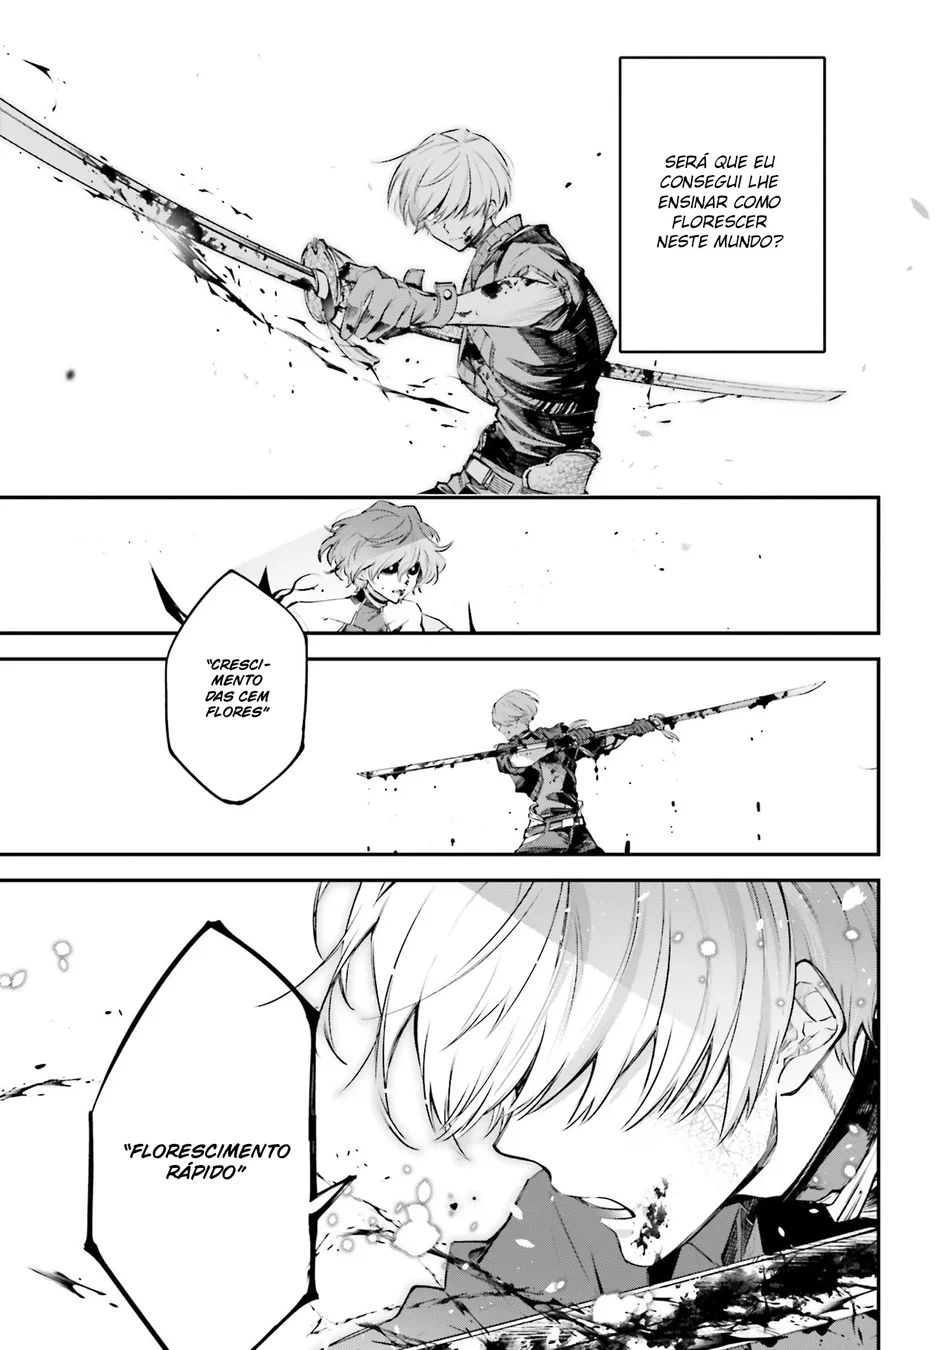 SERÁ QUE EU
CONSEGUI LHE
ENSINAR COMO
FLORESCER
NESTE MUNDO?
"CRESCI-
MENTO
DAS CEM
FLORES"
"FLORESCIMENTO
RÁPIDO"